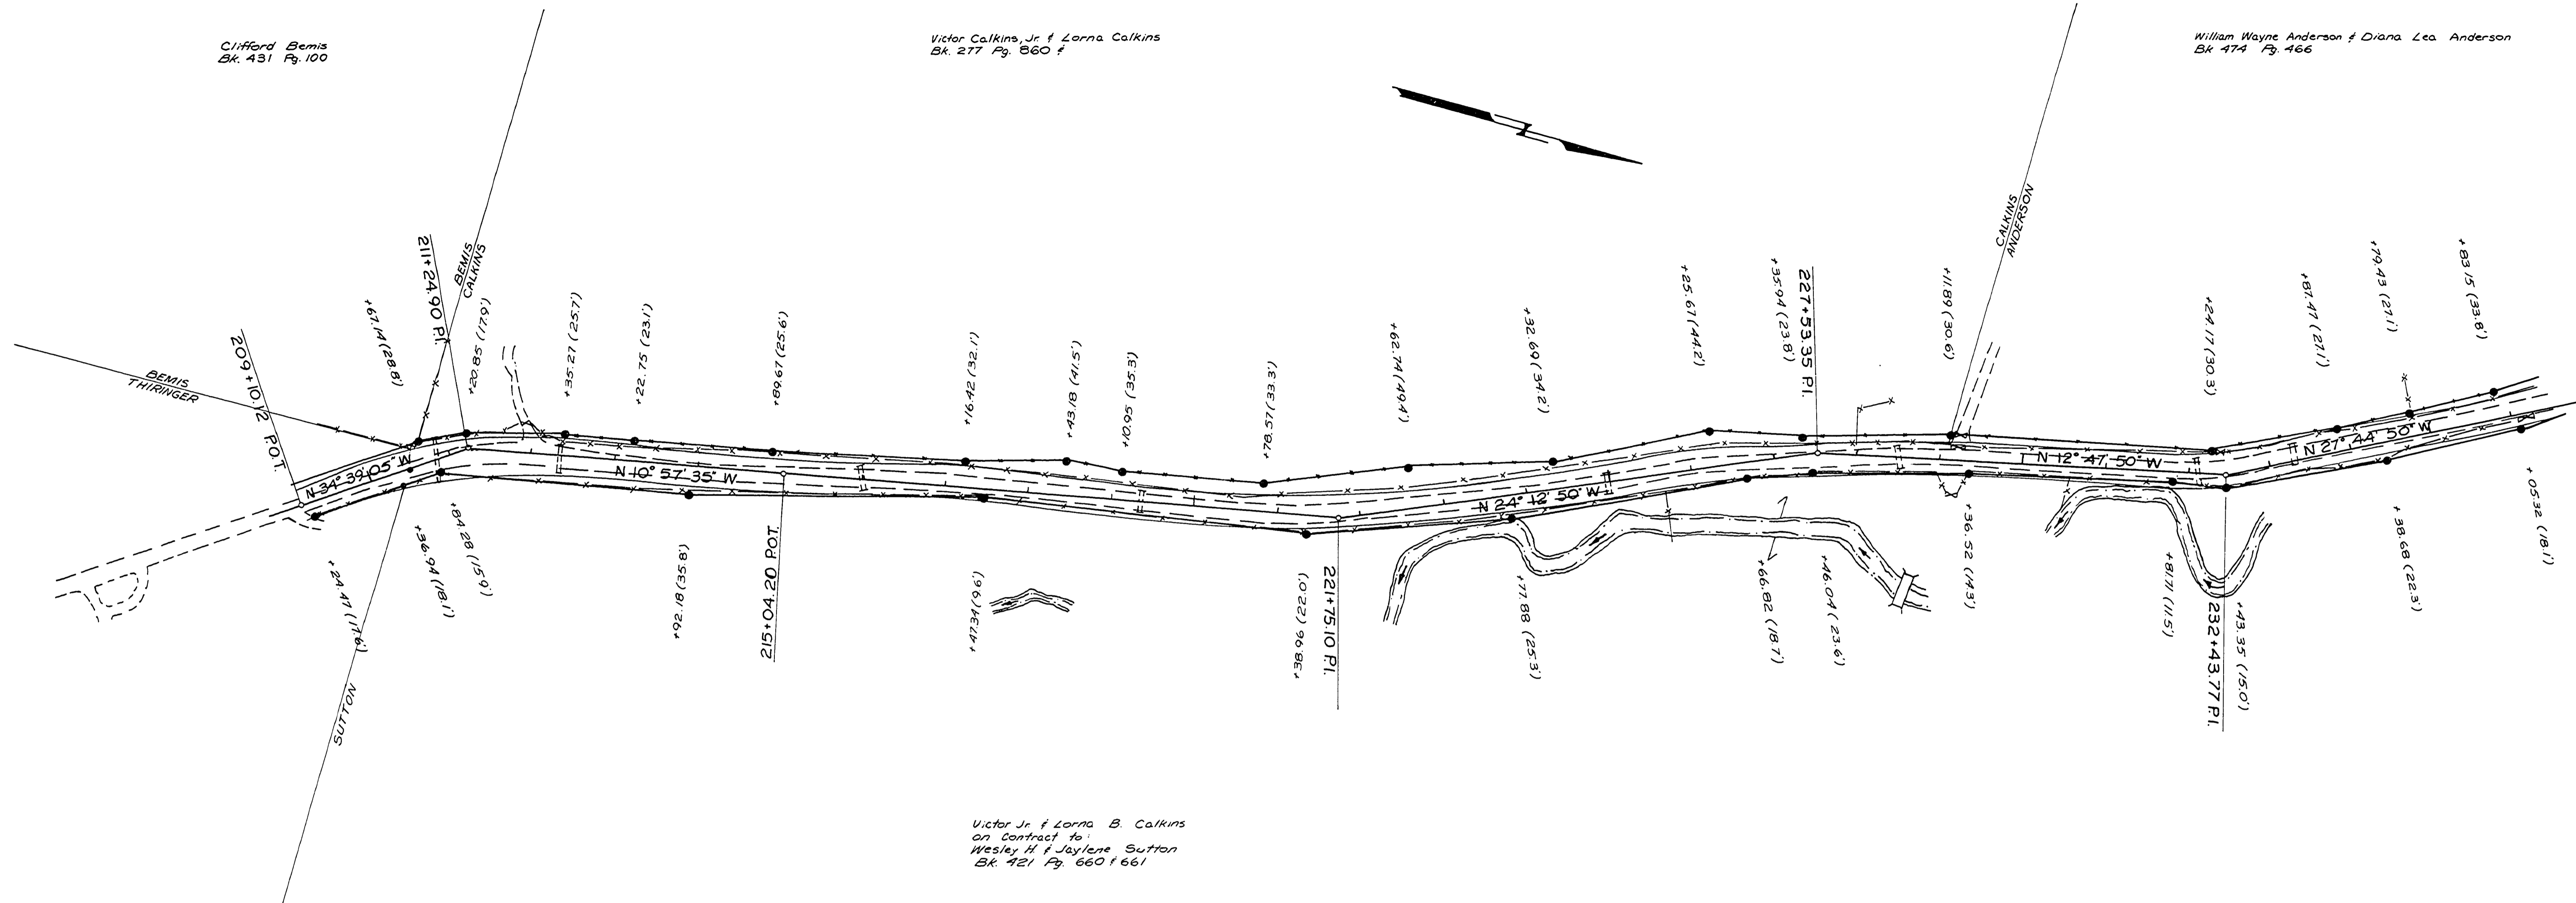 Clifford Bemis
Bk. 431 Pg. 100
Victor Calkins, Jr. & Lorna Calkins
Bk. 277 Pg. 860 &
William Wayne Anderson & Diana Lea Anderson
Bk 474 Pg. 466
N
BEMIS
THIRINGER
209+10.12 P.O.T.
+67.14 (28.8')
211+24.90 P.I.
BEMIS
CALKINS
+20.85 (17.9')
+35.27 (25.7')
+22.75 (23.1')
+89.67 (25.6')
+16.42 (32.1')
+43.18 (41.5')
+10.95 (35.3')
+78.57 (33.3')
+62.74 (49.4')
+32.69 (34.2')
+25.67 (44.2')
+35.94 (23.8')
227+53.35 P.I.
+11.89 (30.6')
CALKINS
ANDERSON
+24.17 (30.3')
+87.47 (27.1')
+79.43 (27.1')
+83.15 (33.8')
N 34° 39' 05" W
N 10° 57' 35" W
N 24° 12' 50" W
N 12° 47' 50" W
N 27° 44' 50" W
+24.47 (17.6')
SUTTON
+36.94 (18.1')
+84.28 (15.9')
+92.18 (35.8')
215+04.20 P.O.T.
+47.34 (9.6')
+38.96 (22.0')
221+75.10 P.I.
+77.88 (25.3')
+66.82 (18.7')
+46.04 (23.6')
+36.52 (14.3')
+81.71 (11.5')
232+43.77 P.I.
+43.35 (15.0')
+38.68 (22.3')
+05.32 (18.1')
Victor Jr. & Lorna B. Calkins
on Contract to:
Wesley H. & Jaylene Sutton
Bk. 421 Pg. 660 & 661